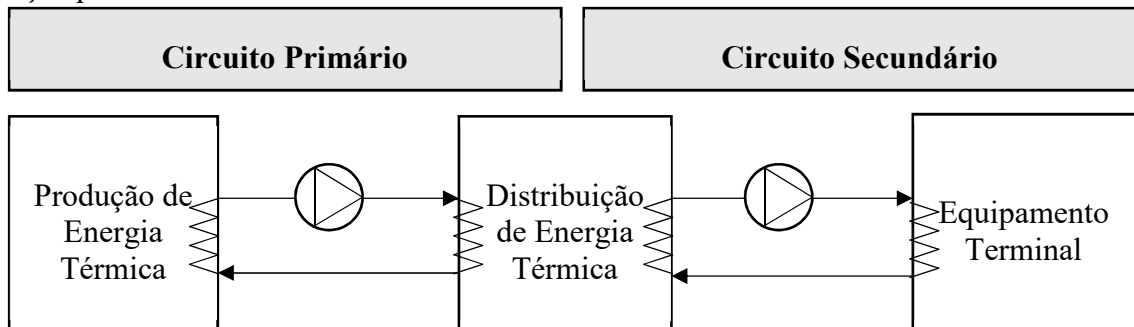 Circuito Primário
Circuito Secundário
Produção de
Energia
Térmica
Distribuição
de Energia
Térmica
Equipamento
Terminal